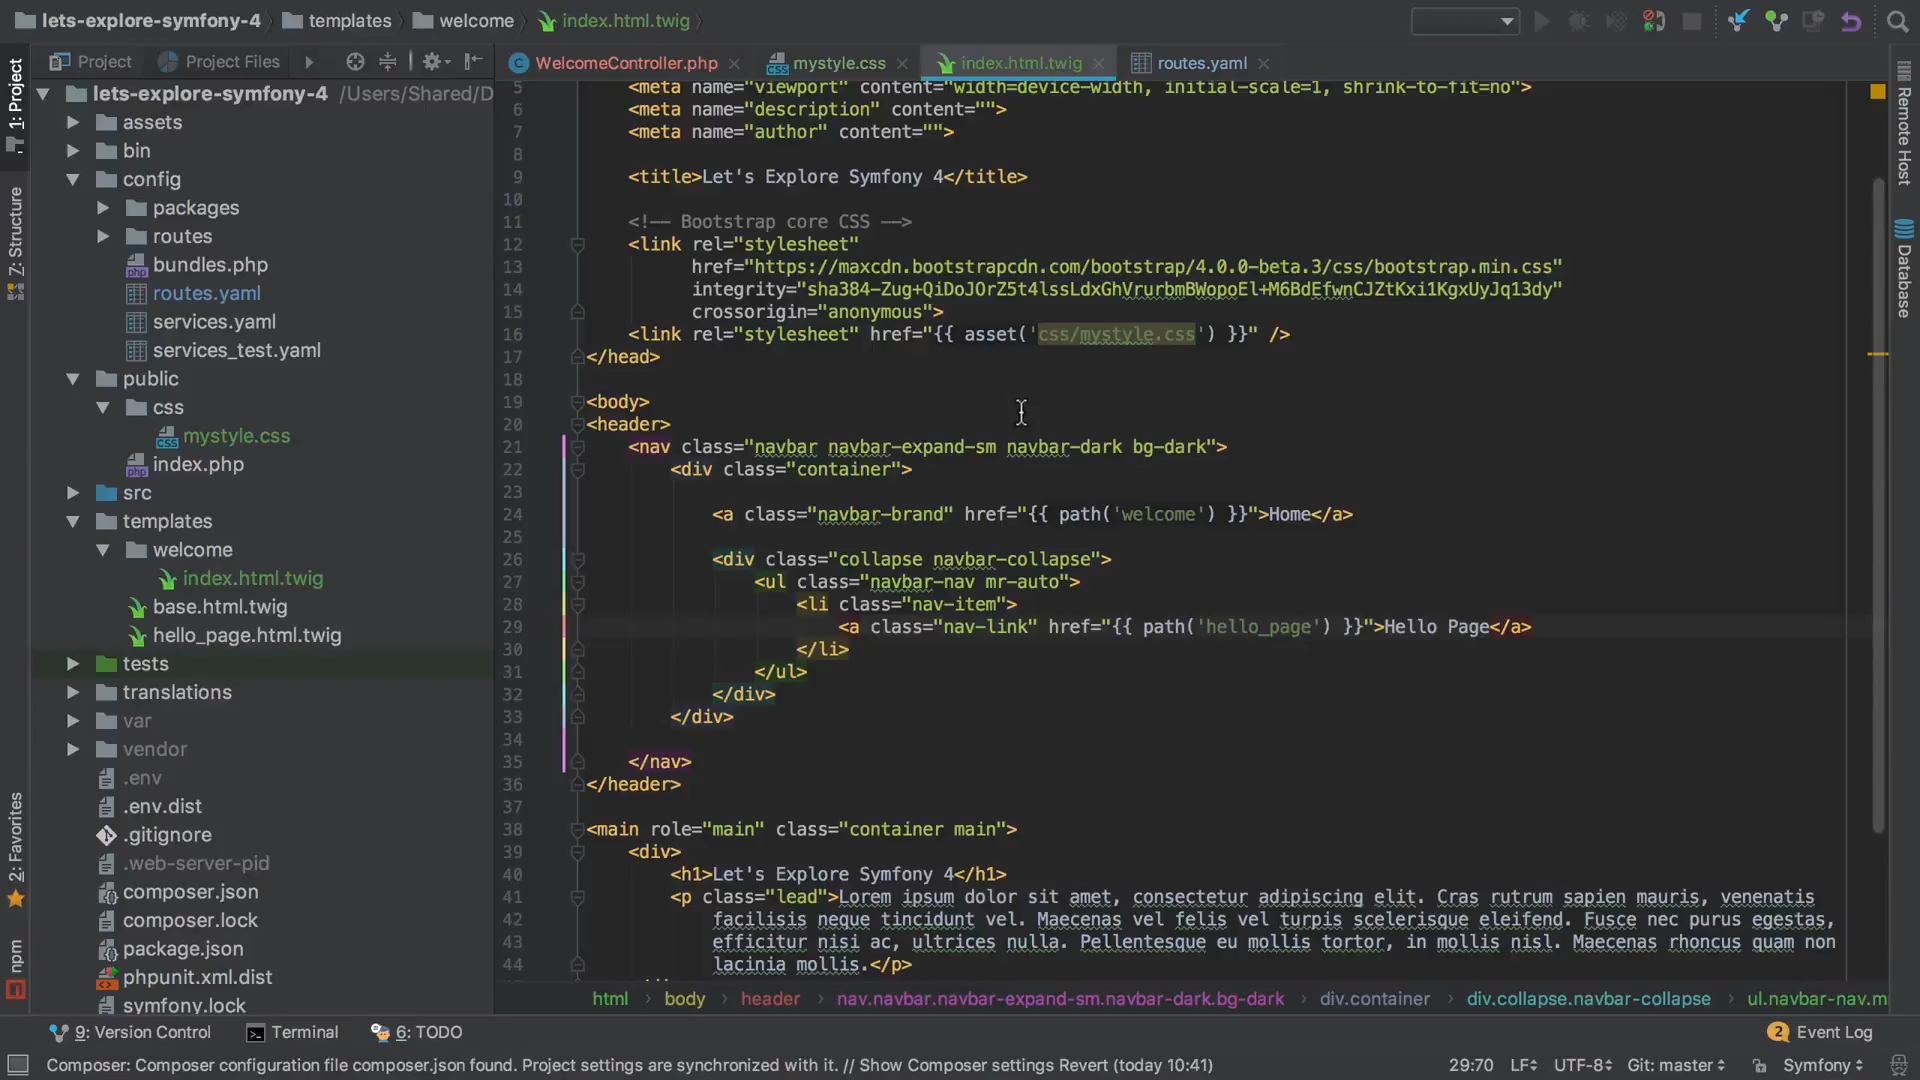 lets-explore-symfony-4 templates welcome index.html.twig
1: Project
7: Structure
2: Favorites
npm
Project Project Files
lets-explore-symfony-4 /Users/Shared/D
assets
bin
config
packages
routes
bundles.php
routes.yaml
services.yaml
services_test.yaml
public
css
mystyle.css
index.php
src
templates
welcome
index.html.twig
base.html.twig
hello_page.html.twig
tests
translations
var
vendor
.env
.env.dist
.gitignore
.web-server-pid
composer.json
composer.lock
package.json
phpunit.xml.dist
symfony.lock
WelcomeController.php mystyle.css index.html.twig routes.yaml
5 <meta name="viewport" content="width=device-width, initial-scale=1, shrink-to-fit=no">
6 <meta name="description" content="">
7 <meta name="author" content="">
8
9 <title>Let's Explore Symfony 4</title>
10
11 <!-- Bootstrap core CSS -->
12 <link rel="stylesheet"
13 href="https://maxcdn.bootstrapcdn.com/bootstrap/4.0.0-beta.3/css/bootstrap.min.css"
14 integrity="sha384-Zug+QiDoJOrZ5t4lssLdxGhVrurbmBWopoEl+M6BdEfwnCJZtKxi1KgxUyJq13dy"
15 crossorigin="anonymous">
16 <link rel="stylesheet" href="{{ asset('css/mystyle.css') }}" />
17 </head>
18
19 <body>
20 <header>
21 <nav class="navbar navbar-expand-sm navbar-dark bg-dark">
22 <div class="container">
23
24 <a class="navbar-brand" href="{{ path('welcome') }}">Home</a>
25
26 <div class="collapse navbar-collapse">
27 <ul class="navbar-nav mr-auto">
28 <li class="nav-item">
29 <a class="nav-link" href="{{ path('hello_page') }}">Hello Page</a>
30 </li>
31 </ul>
32 </div>
33 </div>
34
35 </nav>
36 </header>
37
38 <main role="main" class="container main">
39 <div>
40 <h1>Let's Explore Symfony 4</h1>
41 <p class="lead">Lorem ipsum dolor sit amet, consectetur adipiscing elit. Cras rutrum sapien mauris, venenatis
42 facilisis neque tincidunt vel. Maecenas vel felis vel turpis scelerisque eleifend. Fusce nec purus egestas,
43 efficitur nisi ac, ultrices nulla. Pellentesque eu mollis tortor, in mollis nisl. Maecenas rhoncus quam non
44 lacinia mollis.</p>
html body header nav.navbar.navbar-expand-sm.navbar-dark.bg-dark div.container div.collapse.navbar-collapse ul.navbar-nav.m
Remote Host
Database
9: Version Control Terminal 6: TODO 2 Event Log
Composer: Composer configuration file composer.json found. Project settings are synchronized with it. // Show Composer settings Revert (today 10:41) 29:70 LF UTF-8 Git: master Symfony